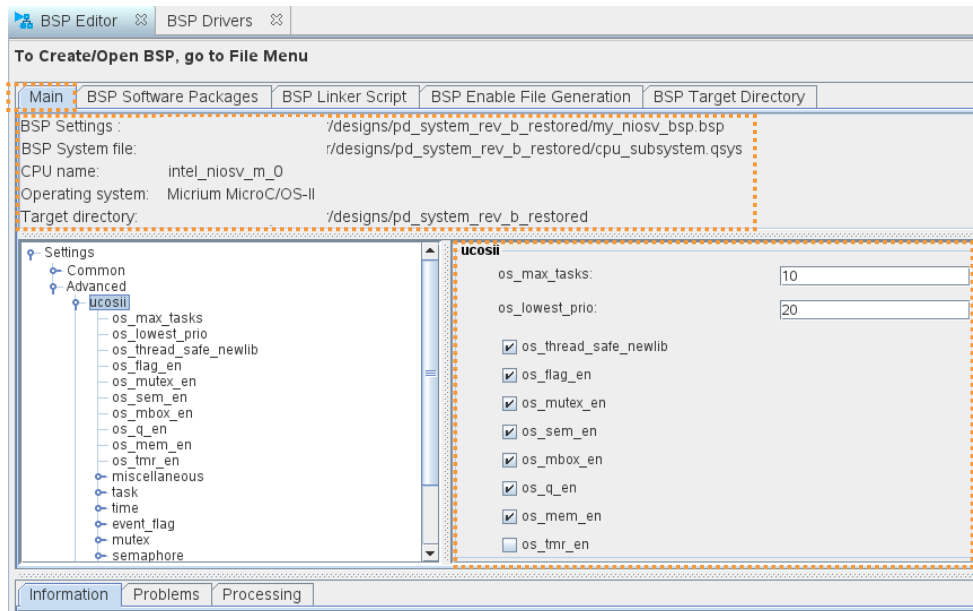 BSP Editor BSP Drivers
To Create/Open BSP, go to File Menu
Main BSP Software Packages BSP Linker Script BSP Enable File Generation BSP Target Directory
BSP Settings : /designs/pd_system_rev_b_restored/my_niosv_bsp.bsp
BSP System file: r/designs/pd_system_rev_b_restored/cpu_subsystem.qsys
CPU name: intel_niosv_m_0
Operating system: Micrium MicroC/OS-II
Target directory: /designs/pd_system_rev_b_restored
Settings
Common
Advanced
ucosii
os_max_tasks
os_lowest_prio
os_thread_safe_newlib
os_flag_en
os_mutex_en
os_sem_en
os_mbox_en
os_q_en
os_mem_en
os_tmr_en
miscellaneous
task
time
event_flag
mutex
semaphore
ucosii
os_max_tasks: 10
os_lowest_prio: 20
os_thread_safe_newlib
os_flag_en
os_mutex_en
os_sem_en
os_mbox_en
os_q_en
os_mem_en
os_tmr_en
Information Problems Processing